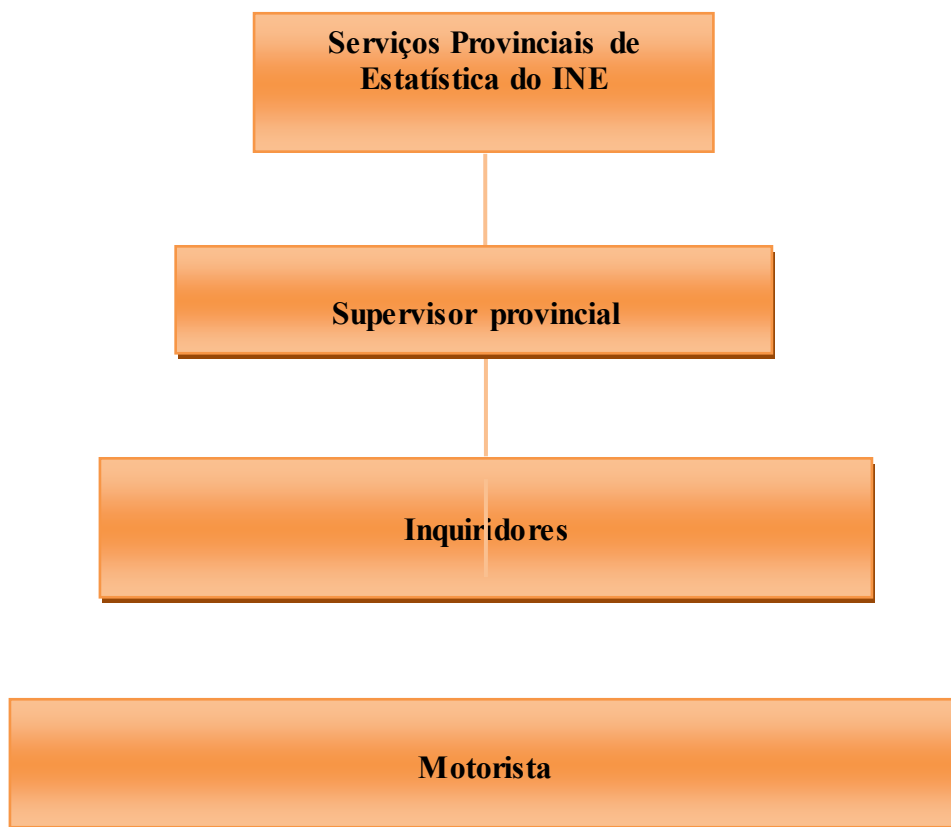 Serviços Provinciais de
Estatística do INE
Supervisor provincial
Inquiridores
Motorista